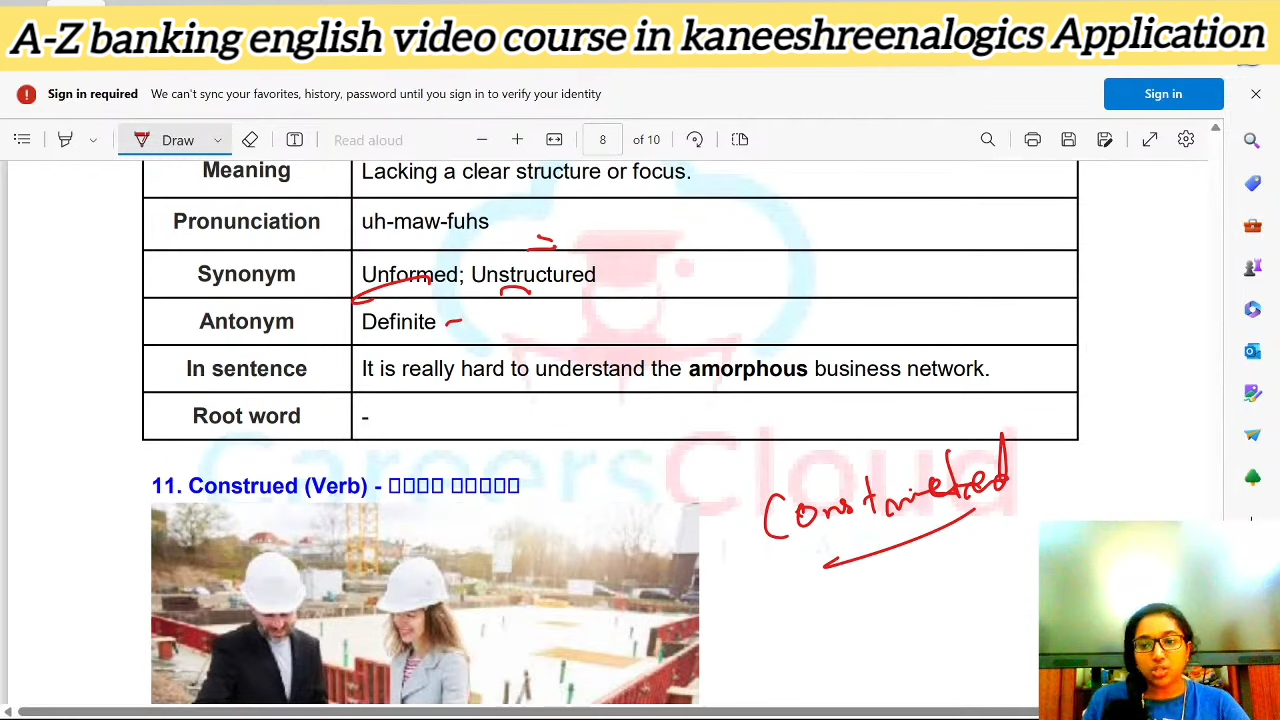 A-Z banking english video course in kaneeshreenalogics Application
Sign in required We can't sync your favorites, history, password until you sign in to verify your identity Sign in
Draw Read aloud 8 of 10
Meaning Lacking a clear structure or focus.
Pronunciation uh-maw-fuhs
Synonym Unformed; Unstructured
Antonym Definite
In sentence It is really hard to understand the amorphous business network.
Root word -
CareersCloud
11. Construed (Verb) -